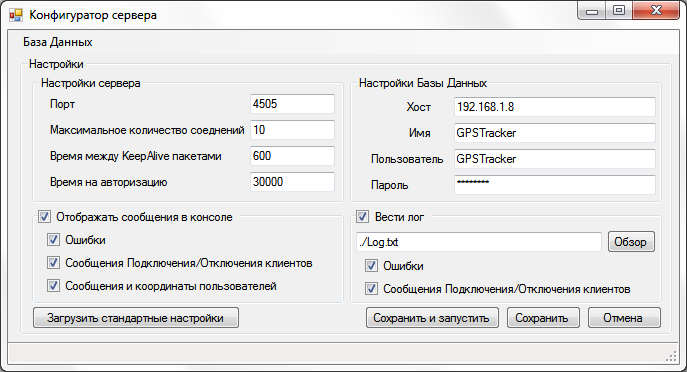 Конфигуратор сервера
База Данных
Настройки
Настройки сервера
Порт 4505
Максимальное количество соеднений 10
Время между KeepAlive пакетами 600
Время на авторизацию 30000
Настройки Базы Данных
Хост 192.168.1.8
Имя GPSTracker
Пользователь GPSTracker
Пароль ********
Отображать сообщения в консоле
Ошибки
Сообщения Подключения/Отключения клиентов
Сообщения и координаты пользователей
Вести лог
./Log.txt Обзор
Ошибки
Сообщения Подключения/Отключения клиентов
Загрузить стандартные настройки Сохранить и запустить Сохранить Отмена